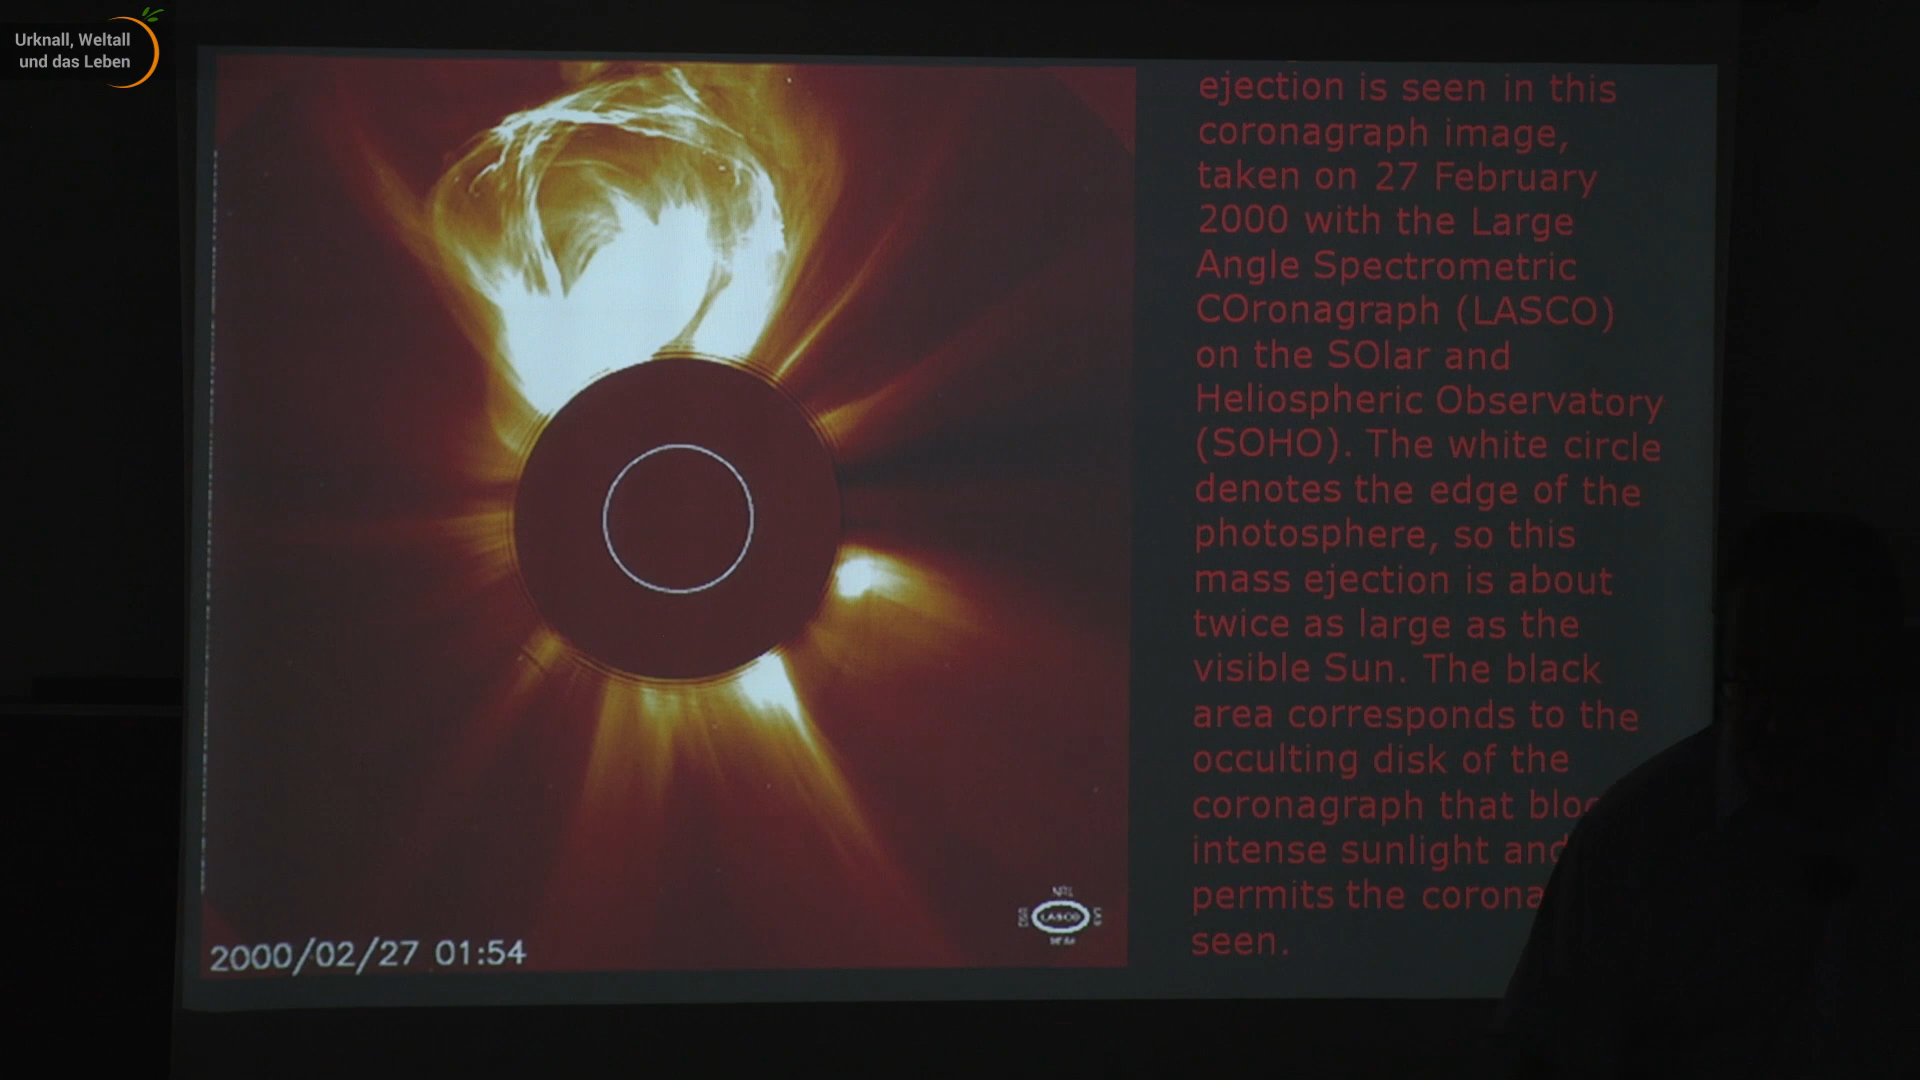 Urknall, Weltall
und das Leben
ejection is seen in this
coronagraph image,
taken on 27 February
2000 with the Large
Angle Spectrometric
COronagraph (LASCO)
on the SOlar and
Heliospheric Observatory
(SOHO). The white circle
denotes the edge of the
photosphere, so this
mass ejection is about
twice as large as the
visible Sun. The black
area corresponds to the
occulting disk of the
coronagraph that
intense sunlight and
permits the corona
seen.
2000/02/27 01:54
NRL
LASCO